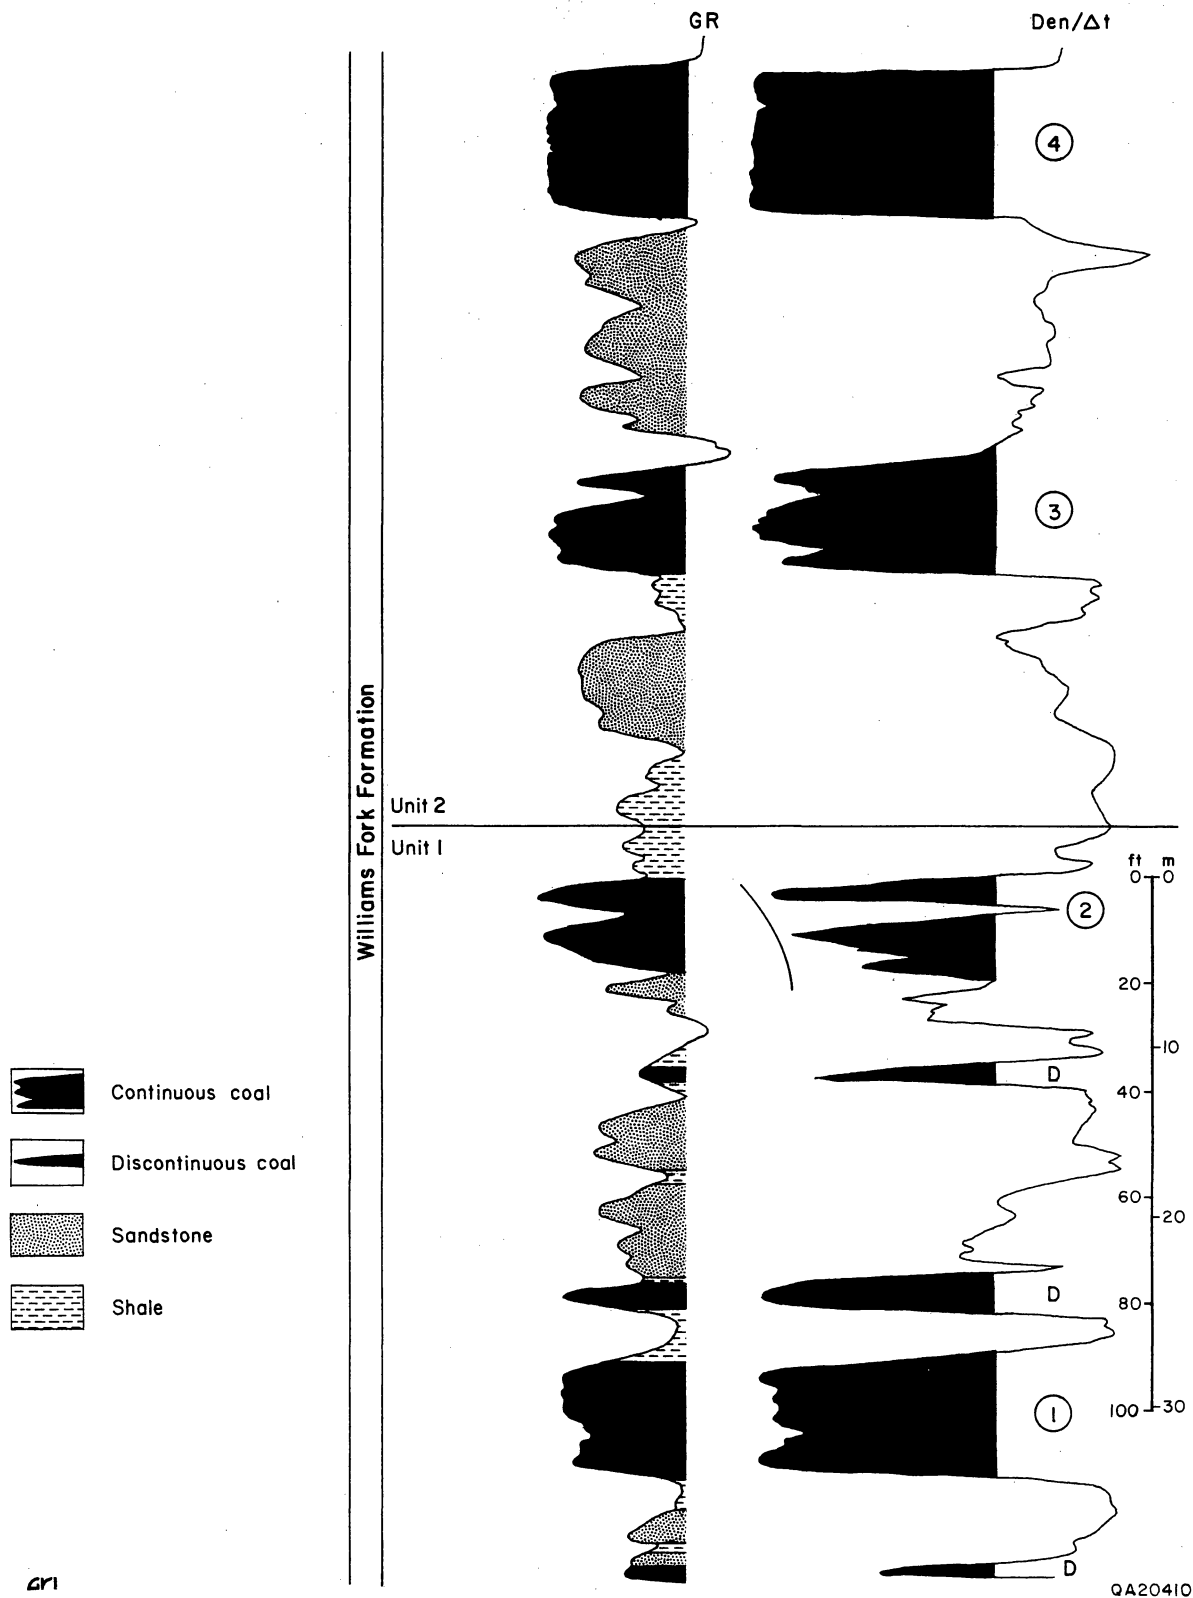 GR Den/Δt
4
3
Williams Fork Formation
Unit 2
Unit 1
ft m
0 0
2
20
10
D
40
60
20
D
80
1
100 30
D
Continuous coal
Discontinuous coal
Sandstone
Shale
GRI
QA20410